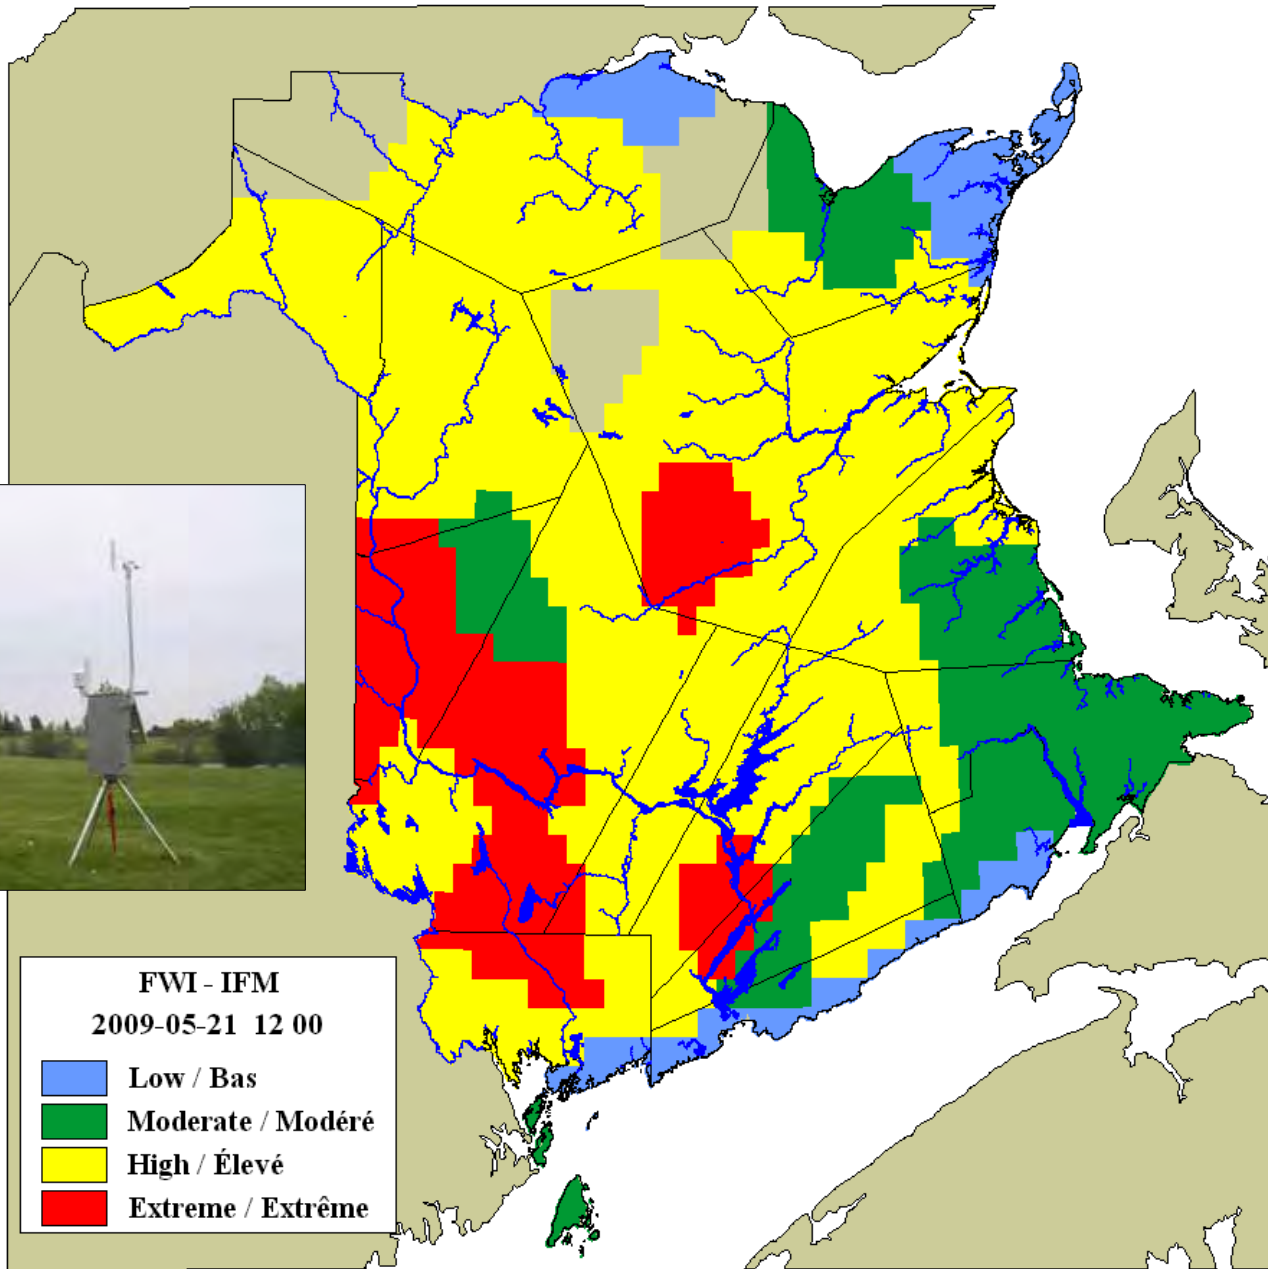 FWI - IFM
2009-05-21 12 00
Low / Bas
Moderate / Modéré
High / Élevé
Extreme / Extrême